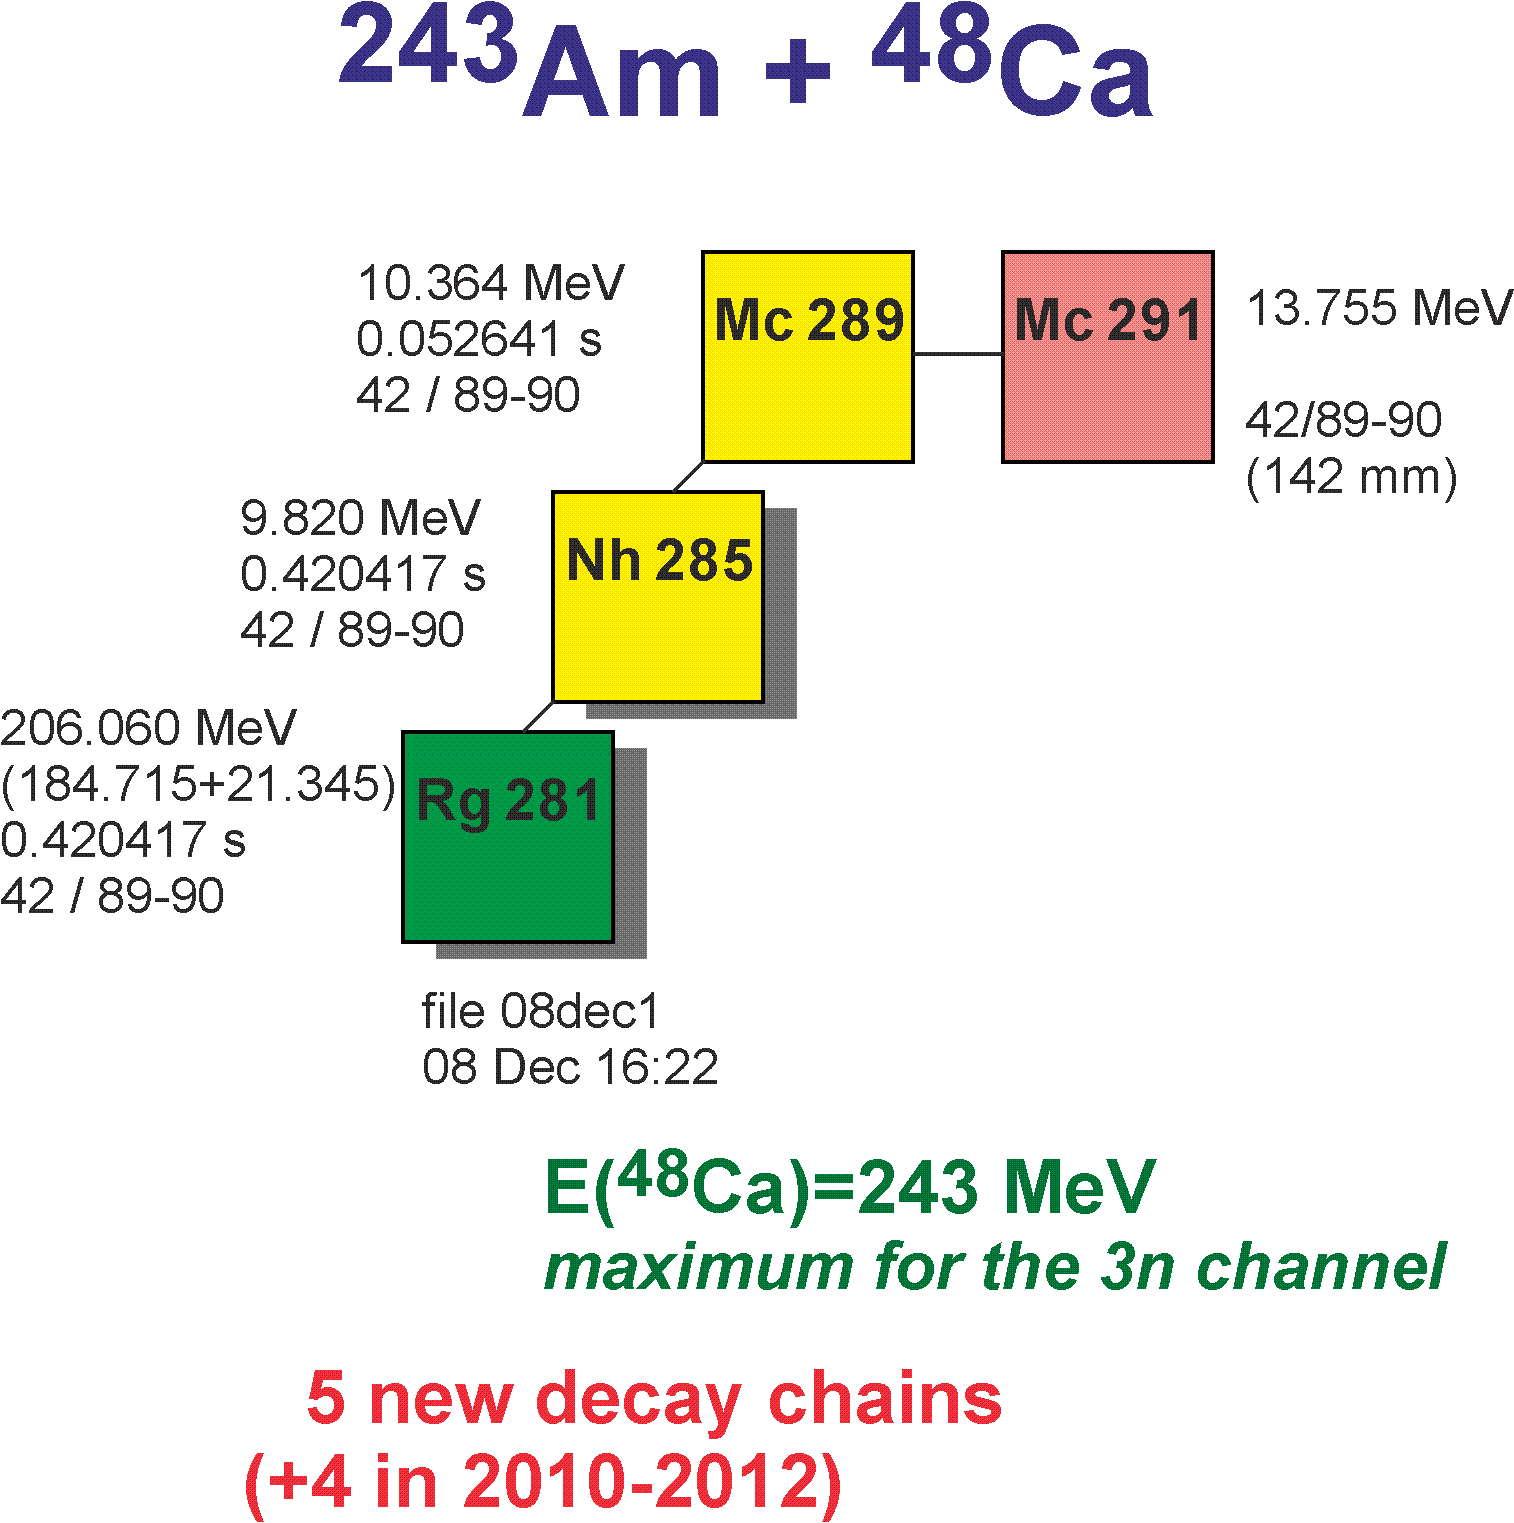 ²⁴³Am + ⁴⁸Ca
10.364 MeV
0.052641 s
42 / 89-90
Mc 289
Mc 291
13.755 MeV
42/89-90
(142 mm)
9.820 MeV
0.420417 s
42 / 89-90
Nh 285
206.060 MeV
(184.715+21.345)
0.420417 s
42 / 89-90
Rg 281
file 08dec1
08 Dec 16:22
E(⁴⁸Ca)=243 MeV
maximum for the 3n channel
5 new decay chains
(+4 in 2010-2012)